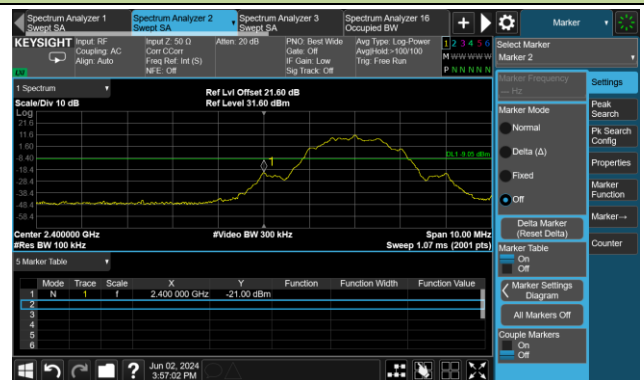 Spectrum Analyzer 1
Swept SA
Spectrum Analyzer 2
Swept SA
Spectrum Analyzer 3
Swept SA
Spectrum Analyzer 16
Occupied BW
Marker
KEYSIGHT
Input: RF
Coupling: AC
Align: Auto
Input Z: 50 Ω
Corr CCorr
Freq Ref: Int (S)
NFE: Off
Atten: 20 dB
PNO: Best Wide
Gate: Off
IF Gain: Low
Sig Track: Off
Avg Type: Log-Power
Avg|Hold:>100/100
Trig: Free Run
1 2 3 4 5 6
M W W W W W
P N N N N N
LV
Select Marker
Marker 2
1 Spectrum
Scale/Div 10 dB
Log
Ref Lvl Offset 21.60 dB
Ref Level 31.60 dBm
21.6
11.6
1.60
-8.40
-18.4
-28.4
-38.4
-48.4
-58.4
DL1 -9.05 dBm
1
Center 2.400000 GHz
#Res BW 100 kHz
#Video BW 300 kHz
Span 10.00 MHz
Sweep 1.07 ms (2001 pts)
5 Marker Table
Mode Trace Scale X Y Function Function Width Function Value
1 N 1 f 2.400 000 GHz -21.00 dBm
2
3
4
5
6
Marker Frequency
--- Hz
Marker Mode
Normal
Delta (Δ)
Fixed
Off
Delta Marker
(Reset Delta)
Marker Table
On
Off
Marker Settings
Diagram
All Markers Off
Couple Markers
On
Off
Settings
Peak
Search
Pk Search
Config
Properties
Marker
Function
Marker→
Counter
?
Jun 02, 2024
3:57:02 PM